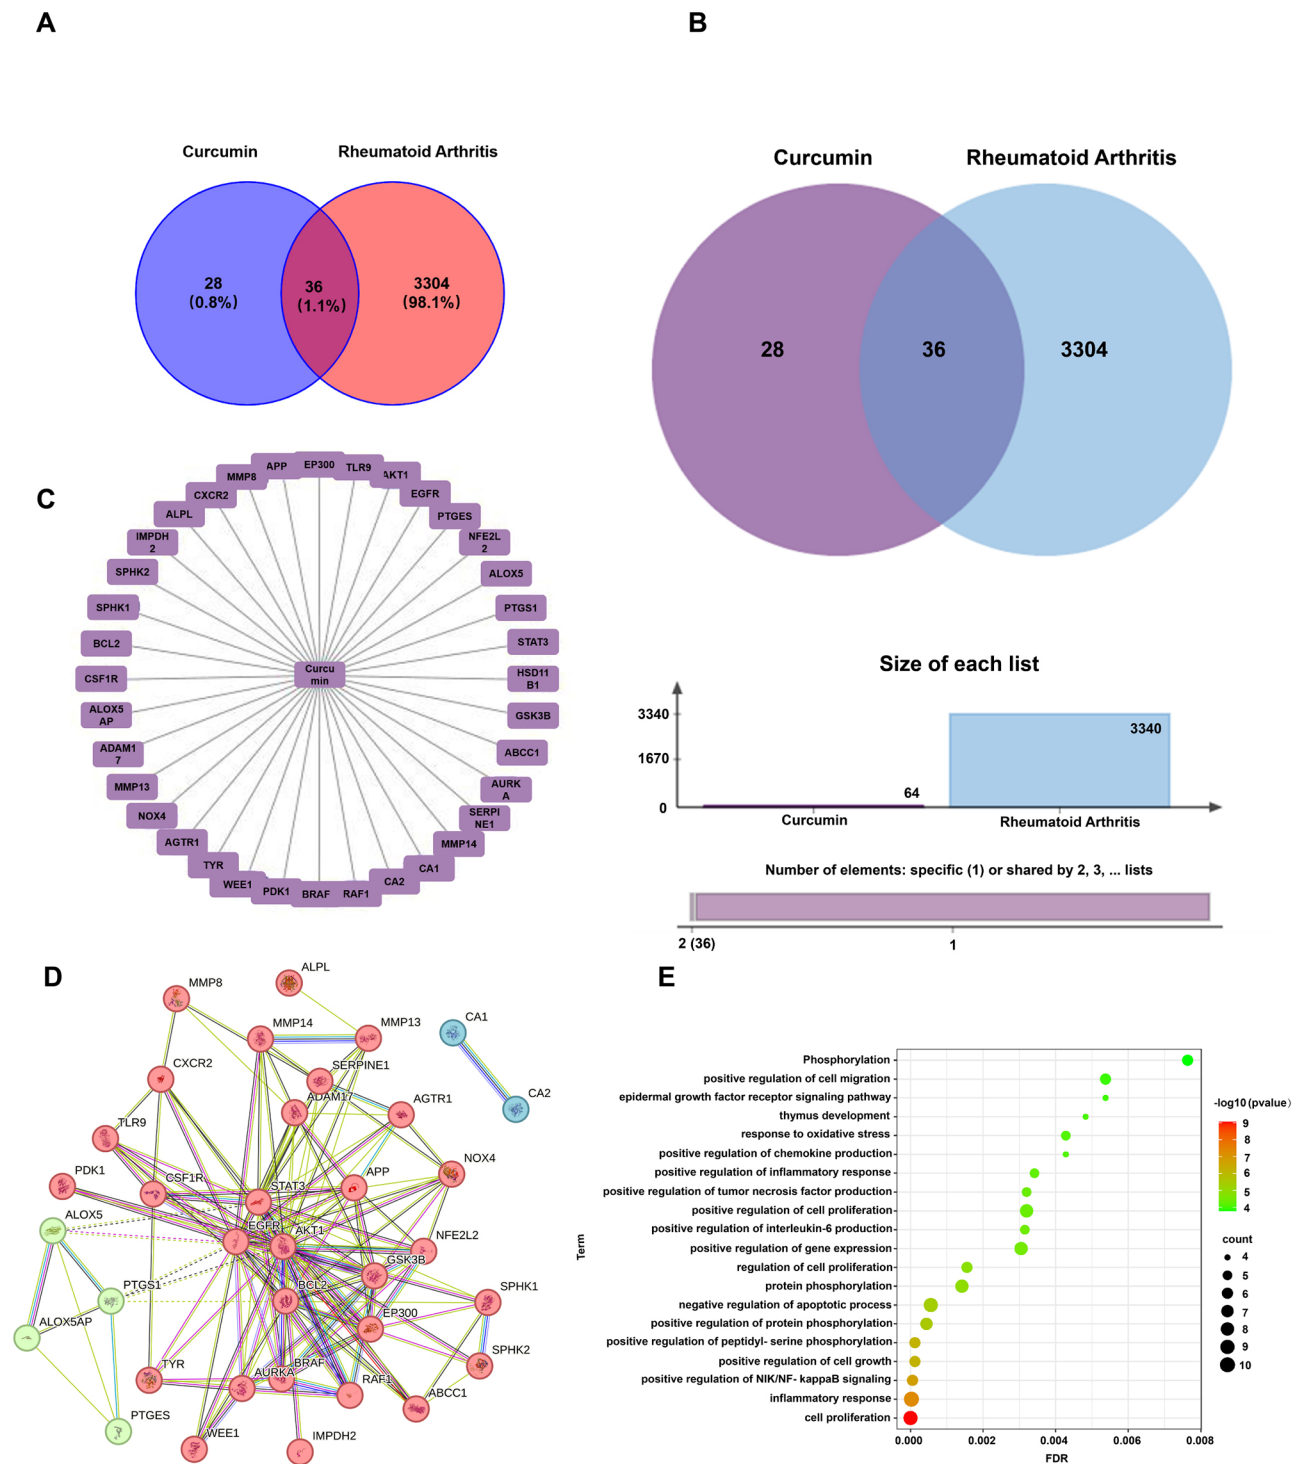 A
B
Curcumin
Rheumatoid Arthritis
28
(0.8%)
36
(1.1%)
3304
(98.1%)
Curcumin
Rheumatoid Arthritis
28
36
3304
Size of each list
3340
1670
0
64
3340
Curcumin
Rheumatoid Arthritis
Number of elements: specific (1) or shared by 2, 3, ... lists
2 (36)
1
C
EP300
TLR9
AKT1
EGFR
PTGES
NFE2L
2
ALOX5
PTGS1
STAT3
HSD11
B1
GSK3B
ABCC1
AURK
A
SERPI
NE1
MMP14
CA1
CA2
RAF1
BRAF
PDK1
WEE1
TYR
AGTR1
NOX4
MMP13
ADAM1
7
ALOX5
AP
CSF1R
BCL2
SPHK1
SPHK2
IMPDH
2
ALPL
CXCR2
MMP8
APP
Curcu
min
D
ALPL
MMP8
MMP14
MMP13
CA1
CXCR2
SERPINE1
CA2
ADAM17
AGTR1
TLR9
PDK1
CSF1R
STAT3
APP
NOX4
ALOX5
EGFR
AKT1
NFE2L2
GSK3B
PTGS1
BCL2
SPHK1
ALOX5AP
EP300
TYR
AURKA
BRAF
RAF1
SPHK2
ABCC1
PTGES
WEE1
IMPDH2
E
Term
Phosphorylation
positive regulation of cell migration
epidermal growth factor receptor signaling pathway
thymus development
response to oxidative stress
positive regulation of chemokine production
positive regulation of inflammatory response
positive regulation of tumor necrosis factor production
positive regulation of cell proliferation
positive regulation of interleukin-6 production
positive regulation of gene expression
regulation of cell proliferation
protein phosphorylation
negative regulation of apoptotic process
positive regulation of protein phosphorylation
positive regulation of peptidyl- serine phosphorylation
positive regulation of cell growth
positive regulation of NIK/NF- kappaB signaling
inflammatory response
cell proliferation
0.000
0.002
0.004
0.006
0.008
FDR
-log10(pvalue)
9
8
7
6
5
4
count
4
5
6
7
8
9
10